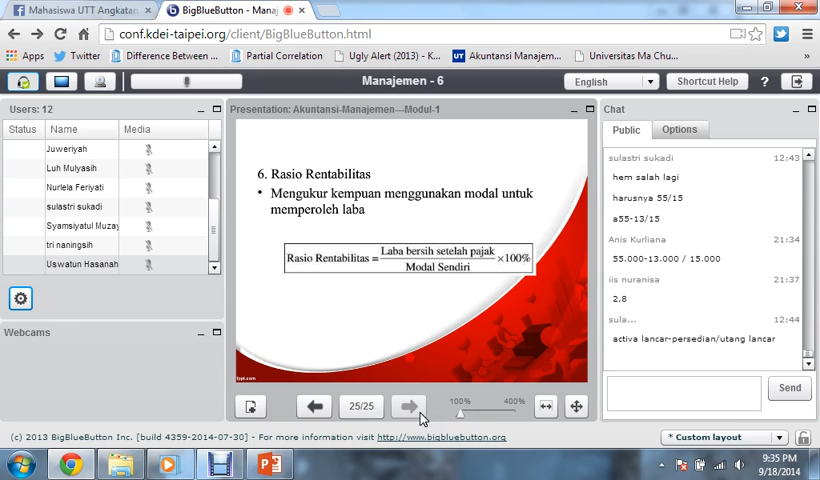 Mahasiswa UTT Angkatan
BigBlueButton - Manaj
conf.kdei-taipei.org/client/BigBlueButton.html
Apps
Twitter
Difference Between ...
Partial Correlation
Ugly Alert (2013) - K...
UT
Akuntansi Manajem...
Universitas Ma Chu...
Manajemen - 6
English
Shortcut Help
?
Users: 12
Status
Name
Media
Juweriyah
Luh Mulyasih
Nurlela Feriyati
sulastri sukadi
Syamsiyatul Muzay
tri naningsih
Uswatun Hasanah
Webcams
Presentation: Akuntansi-Manajemen---Modul-1
6. Rasio Rentabilitas
• Mengukur kempuan menggunakan modal untuk
memperoleh laba
Rasio Rentabilitas = Laba bersih setelah pajak ×100%
Modal Sendiri
25/25
100%
400%
Chat
Public
Options
sulastri sukadi 12:43
hem salah lagi
harusnya 55/15
a55-13/15
Anis Kurliana 21:34
55.000-13.000 / 15.000
iis nuranisa 21:37
2,8
sula... 12:44
activa lancar-persedian/utang lancar
Send
(c) 2013 BigBlueButton Inc. [build 4359-2014-07-30] - For more information visit http://www.bigbluebutton.org
* Custom layout
9:35 PM
9/18/2014